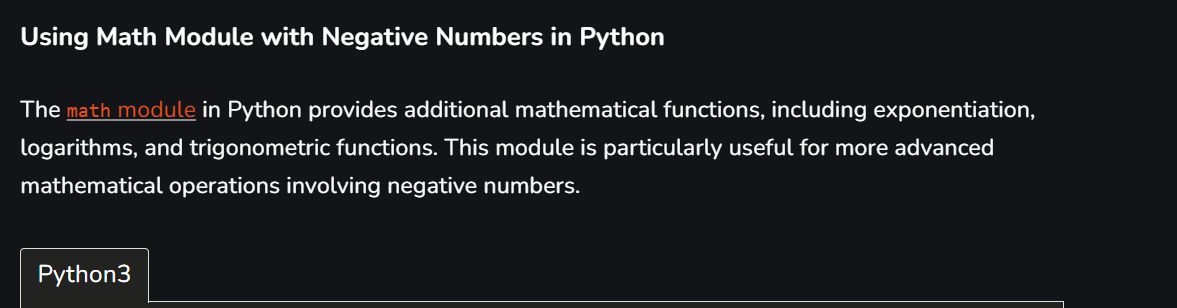 Using Math Module with Negative Numbers in Python
The math module in Python provides additional mathematical functions, including exponentiation,
logarithms, and trigonometric functions. This module is particularly useful for more advanced
mathematical operations involving negative numbers.
Python3